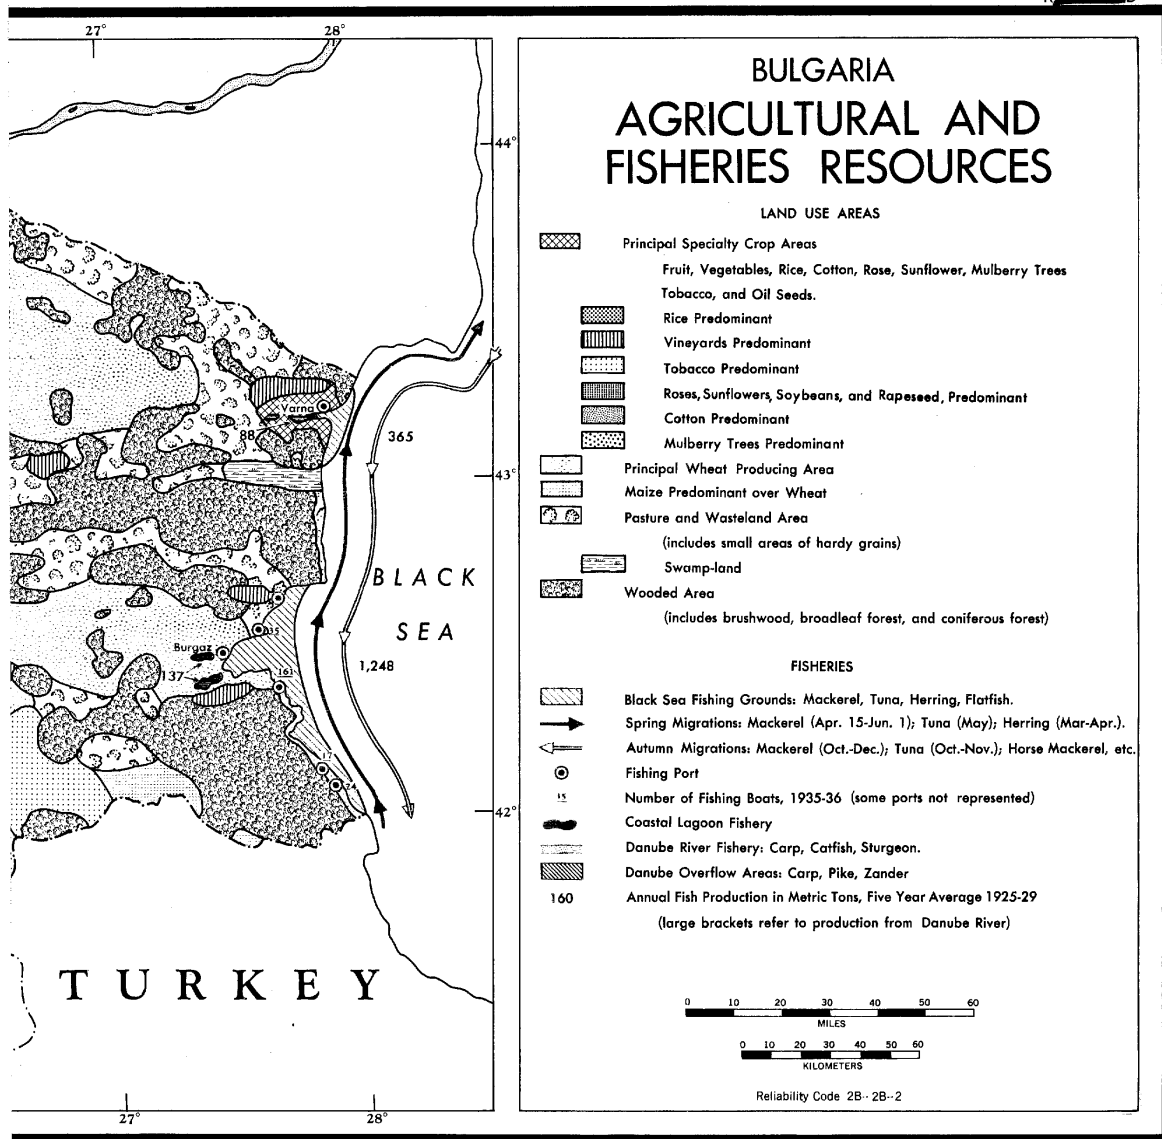 27°
28°
44°
Varna
88
365
43°
BLACK
SEA
35
Burgaz
161
1,248
137
17
24
42°
TURKEY
27°
28°
BULGARIA
AGRICULTURAL AND
FISHERIES RESOURCES
LAND USE AREAS
Principal Specialty Crop Areas
Fruit, Vegetables, Rice, Cotton, Rose, Sunflower, Mulberry Trees
Tobacco, and Oil Seeds.
Rice Predominant
Vineyards Predominant
Tobacco Predominant
Roses, Sunflowers, Soybeans, and Rapeseed, Predominant
Cotton Predominant
Mulberry Trees Predominant
Principal Wheat Producing Area
Maize Predominant over Wheat
Pasture and Wasteland Area
(includes small areas of hardy grains)
Swamp-land
Wooded Area
(includes brushwood, broadleaf forest, and coniferous forest)
FISHERIES
Black Sea Fishing Grounds: Mackerel, Tuna, Herring, Flatfish.
Spring Migrations: Mackerel (Apr. 15-Jun. 1); Tuna (May); Herring (Mar-Apr.).
Autumn Migrations: Mackerel (Oct.-Dec.); Tuna (Oct.-Nov.); Horse Mackerel, etc.
Fishing Port
15 Number of Fishing Boats, 1935-36 (some ports not represented)
Coastal Lagoon Fishery
Danube River Fishery: Carp, Catfish, Sturgeon.
Danube Overflow Areas: Carp, Pike, Zander
160 Annual Fish Production in Metric Tons, Five Year Average 1925-29
(large brackets refer to production from Danube River)
0 10 20 30 40 50 60
MILES
0 10 20 30 40 50 60
KILOMETERS
Reliability Code 2B--2B--2